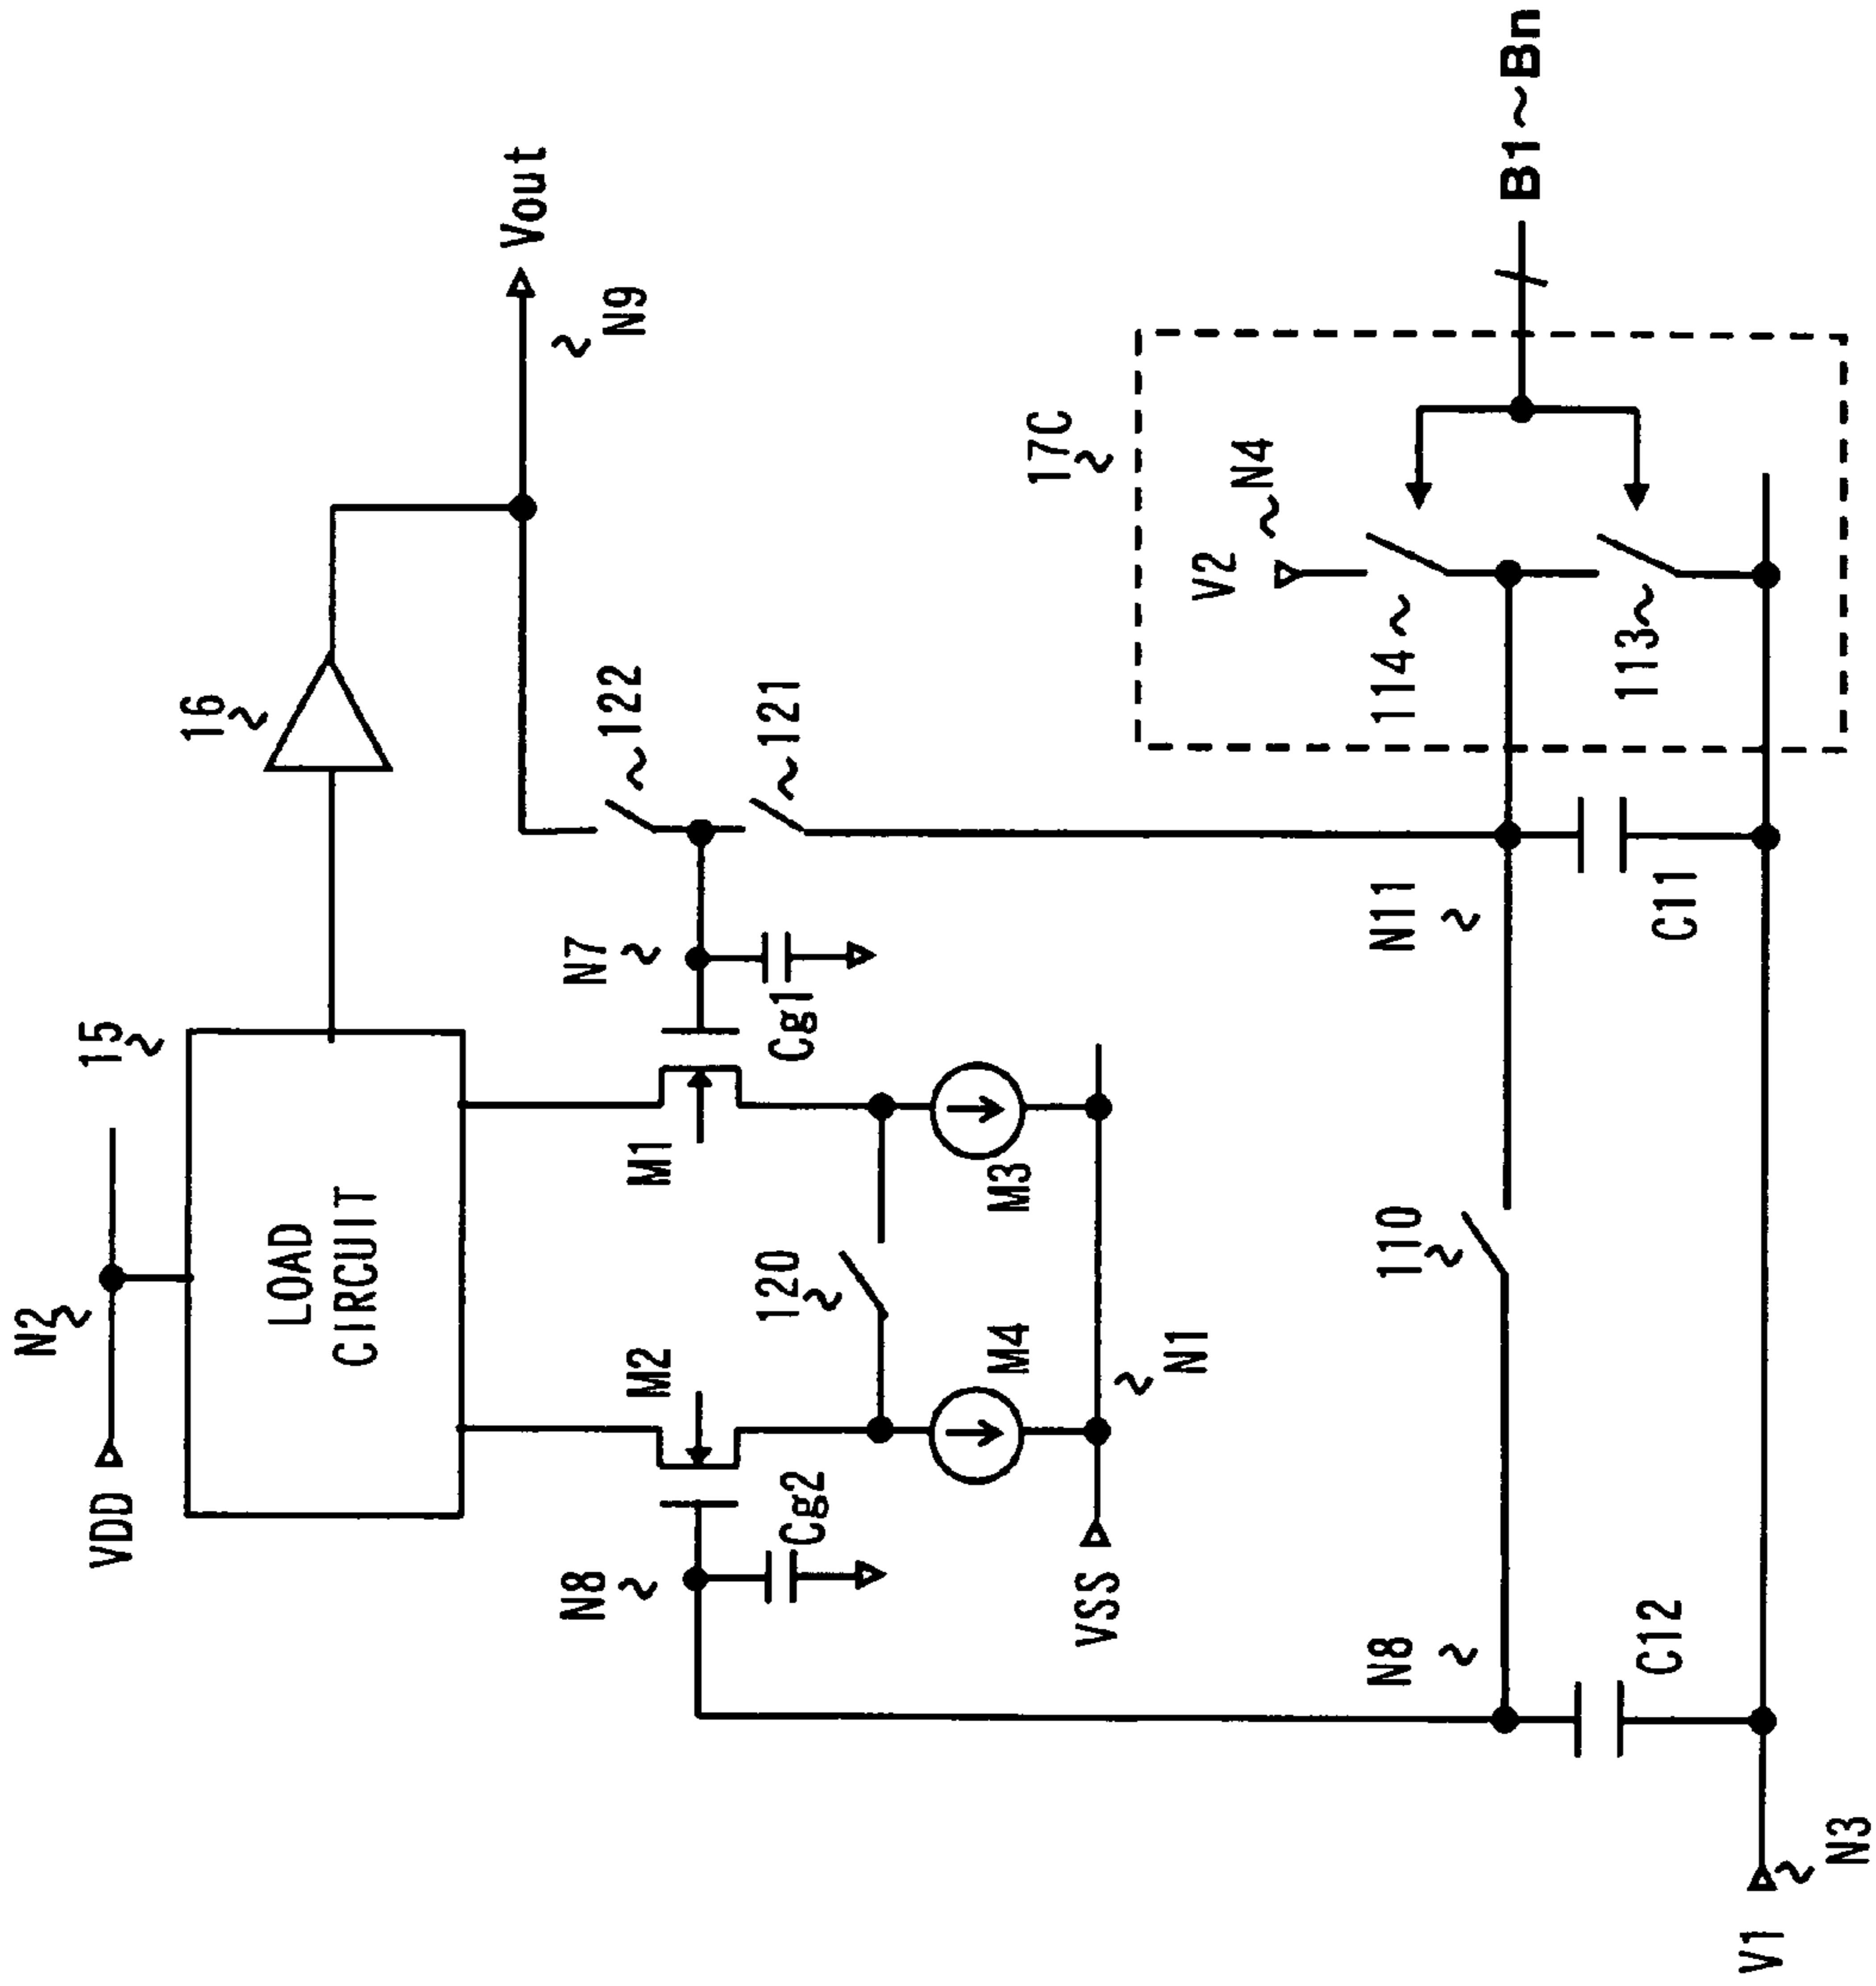 N2
VDD
15
LOAD
CIRCUIT
16
Vout
N9
M2
M1
N8
Cg2
N7
Cg1
122
121
120
M4
M3
VSS
N1
17C
V2
N4
B1~Bn
114
113
N8
110
N11
C12
C11
V1
N3